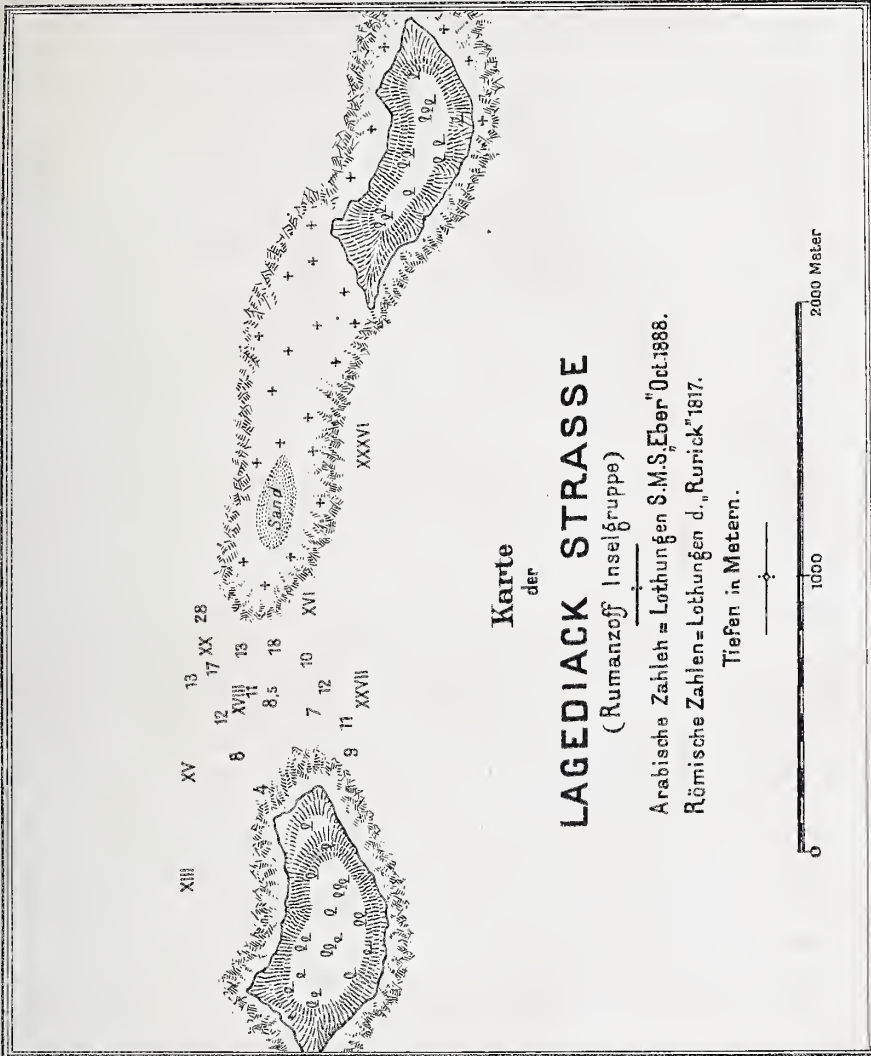 XIII XV 13
XX 28
17
12
8 XVIII 13
11
4 8,5 18 Sand
10 XVI
7
12
11
9
XXVII XXXVI
Karte
der
LAGEDIACK STRASSE
(Rumanzoff Inselgruppe)
Arabische Zahleh = Lothungen S.M.S. „Eber" Oct. 1888.
Römische Zahlen = Lothungen d. „Rurick" 1817.
Tiefen in Metern.
0 1000 2000 Meter